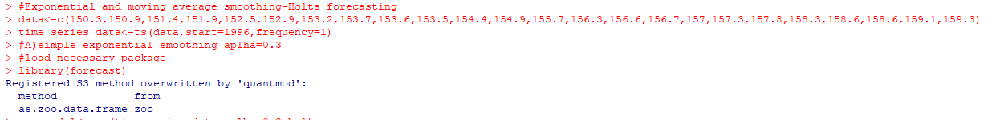 > #Exponential and moving average smoothing-Holts forecasting
> data<-c(150.3,150.9,151.4,151.9,152.5,152.9,153.2,153.7,153.6,153.5,154.4,154.9,155.7,156.3,156.6,156.7,157,157.3,157.8,158.3,158.6,158.6,159.1,159.3)
> time_series_data<-ts(data,start=1996,frequency=1)
> #A)simple exponential smoothing aplha=0.3
> #load necessary package
> library(forecast)
Registered S3 method overwritten by 'quantmod':
  method            from
  as.zoo.data.frame zoo